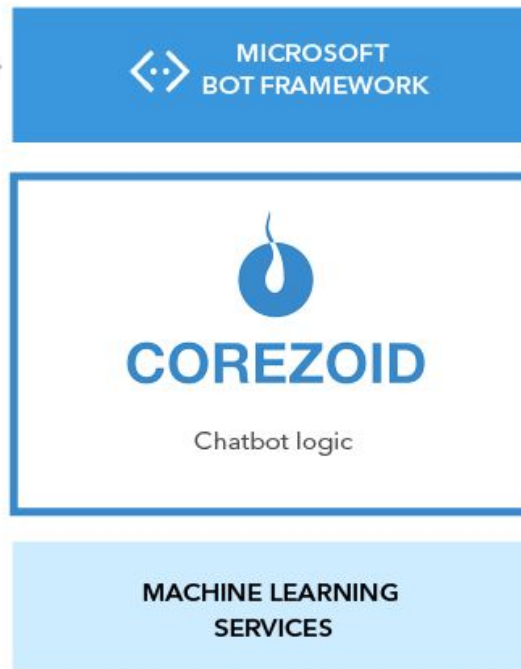 MICROSOFT
BOT FRAMEWORK
COREZOID
Chatbot logic
MACHINE LEARNING
SERVICES